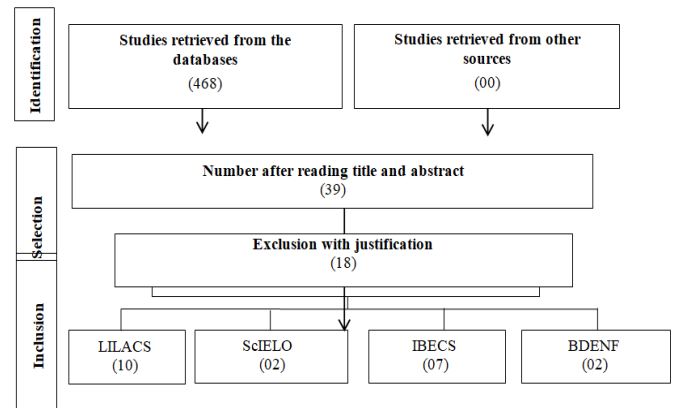 Identification
Studies retrieved from the
databases
(468)
Studies retrieved from other
sources
(00)
Selection
Number after reading title and abstract
(39)
Exclusion with justification
(18)
Inclusion
LILACS
(10)
ScIELO
(02)
IBECS
(07)
BDENF
(02)